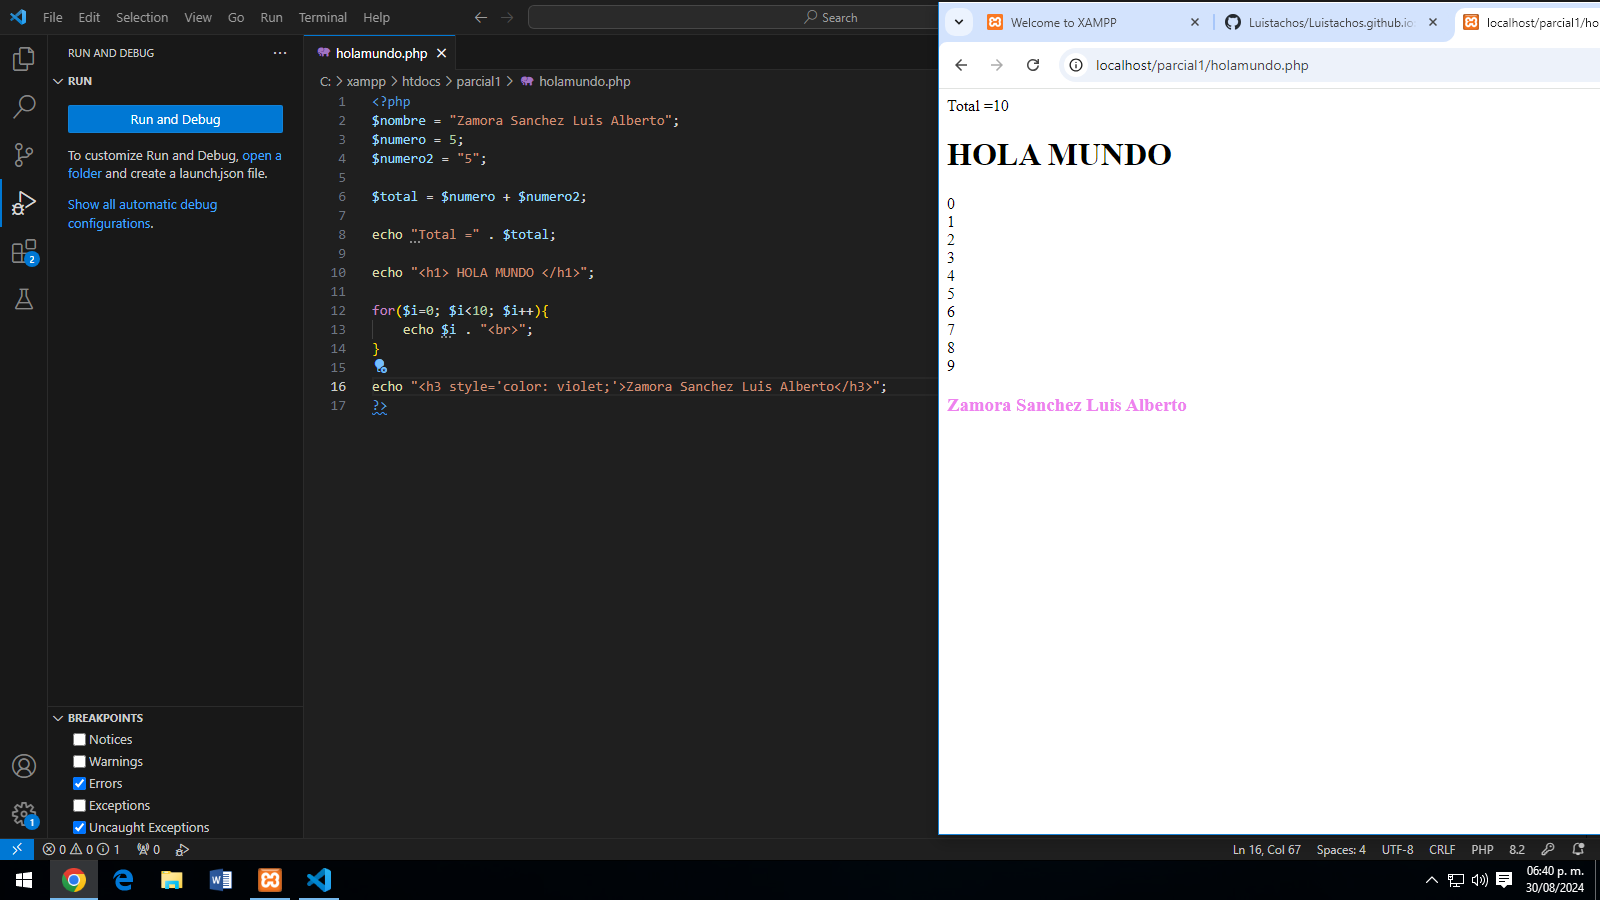 File Edit Selection View Go Run Terminal Help
Search
RUN AND DEBUG
RUN
Run and Debug
To customize Run and Debug, open a
folder and create a launch.json file.
Show all automatic debug
configurations.
2
BREAKPOINTS
Notices
Warnings
Errors
Exceptions
Uncaught Exceptions
1
holamundo.php
C: > xampp > htdocs > parcial1 > holamundo.php
1 <?php
2 $nombre = "Zamora Sanchez Luis Alberto";
3 $numero = 5;
4 $numero2 = "5";
5
6 $total = $numero + $numero2;
7
8 echo "Total =" . $total;
9
10 echo "<h1> HOLA MUNDO </h1>";
11
12 for($i=0; $i<10; $i++){
13 echo $i . "<br>";
14 }
15
16 echo "<h3 style='color: violet;'>Zamora Sanchez Luis Alberto</h3>";
17 ?>
Welcome to XAMPP
Luistachos/Luistachos.github.io
localhost/parcial1/ho
localhost/parcial1/holamundo.php
Total =10
HOLA MUNDO
0
1
2
3
4
5
6
7
8
9
Zamora Sanchez Luis Alberto
0 0 1 0
Ln 16, Col 67 Spaces: 4 UTF-8 CRLF PHP 8.2
06:40 p. m.
30/08/2024